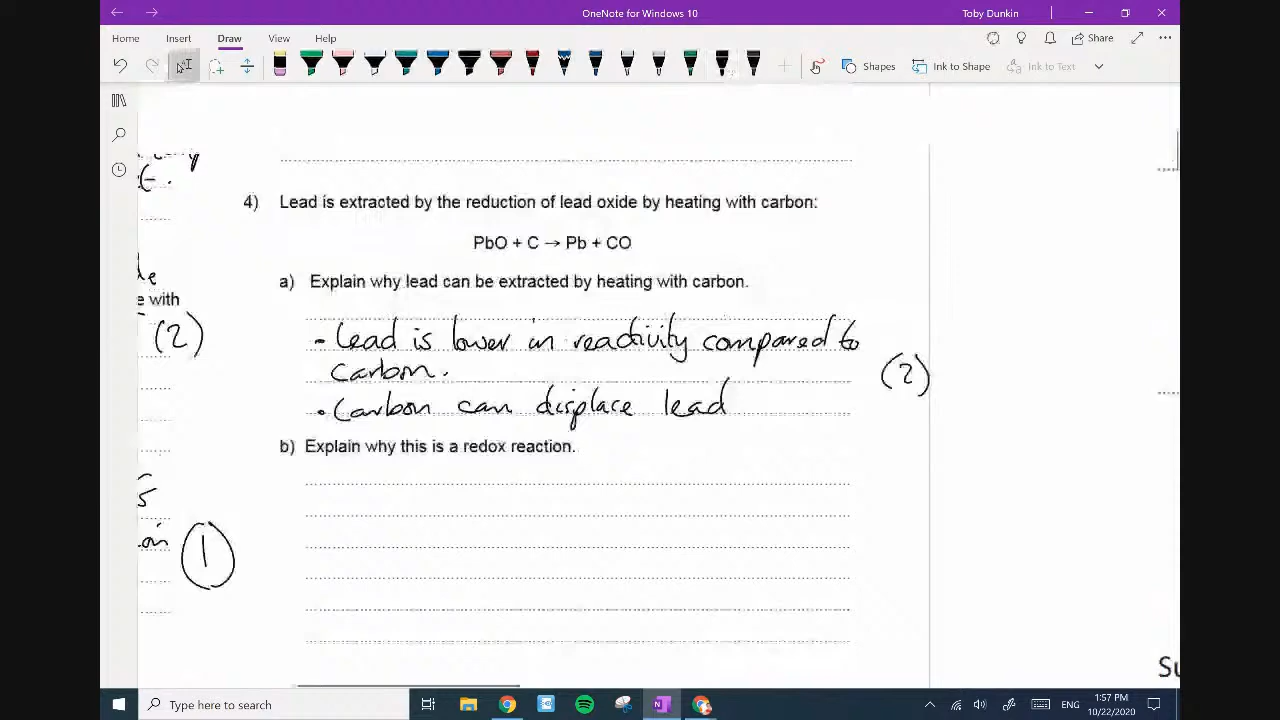 OneNote for Windows 10
Toby Dunkin
Home
Insert
Draw
View
Help
Share
Shapes
Ink to Shape
Ink to Text
E.
4) Lead is extracted by the reduction of lead oxide by heating with carbon:
PbO + C → Pb + CO
a) Explain why lead can be extracted by heating with carbon.
e with
(2)
• Lead is lower in reactivity compared to
carbon.
• Carbon can displace lead
(2)
b) Explain why this is a redox reaction.
1
Su
Type here to search
ENG
1:57 PM
10/22/2020